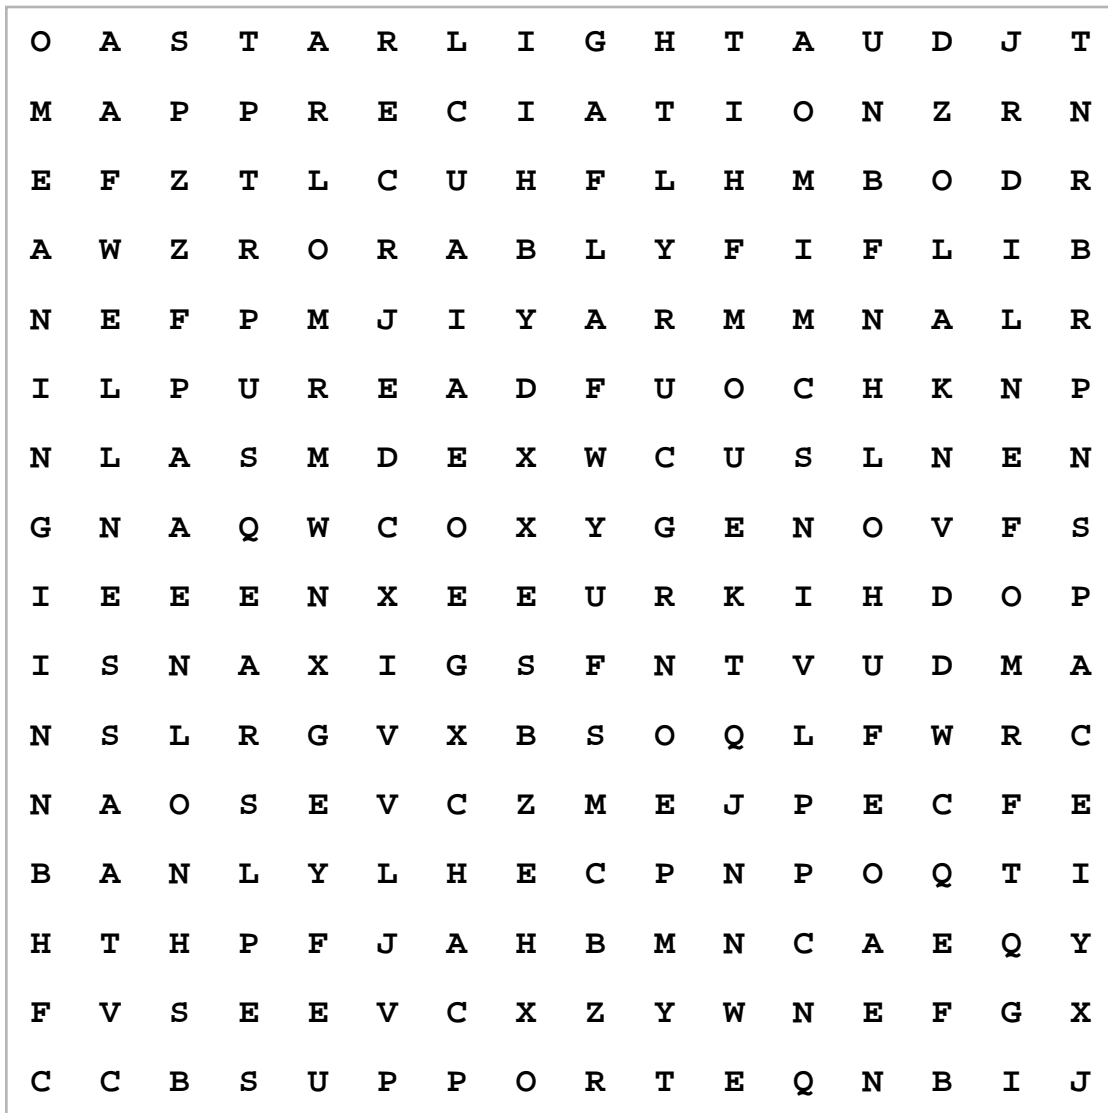 O A S T A R L I G H T A U D J T
M A P P R E C I A T I O N Z R N
E F Z T L C U H F L H M B O D R
A W Z R O R A B L Y F I F L I B
N E F P M J I Y A R M M N A L R
I L P U R E A D F U O C H K N P
N L A S M D E X W C U S L N E N
G N A Q W C O X Y G E N O V F S
I E E E N X E E U R K I H D O P
I S N A X I G S F N T V U D M A
N S L R G V X B S O Q L F W R C
N A O S E V C Z M E J P E C F E
B A N L Y L H E C P N P O Q T I
H T H P F J A H B M N C A E Q Y
F V S E E V C X Z Y W N E F G X
C C B S U P P O R T E Q N B I J